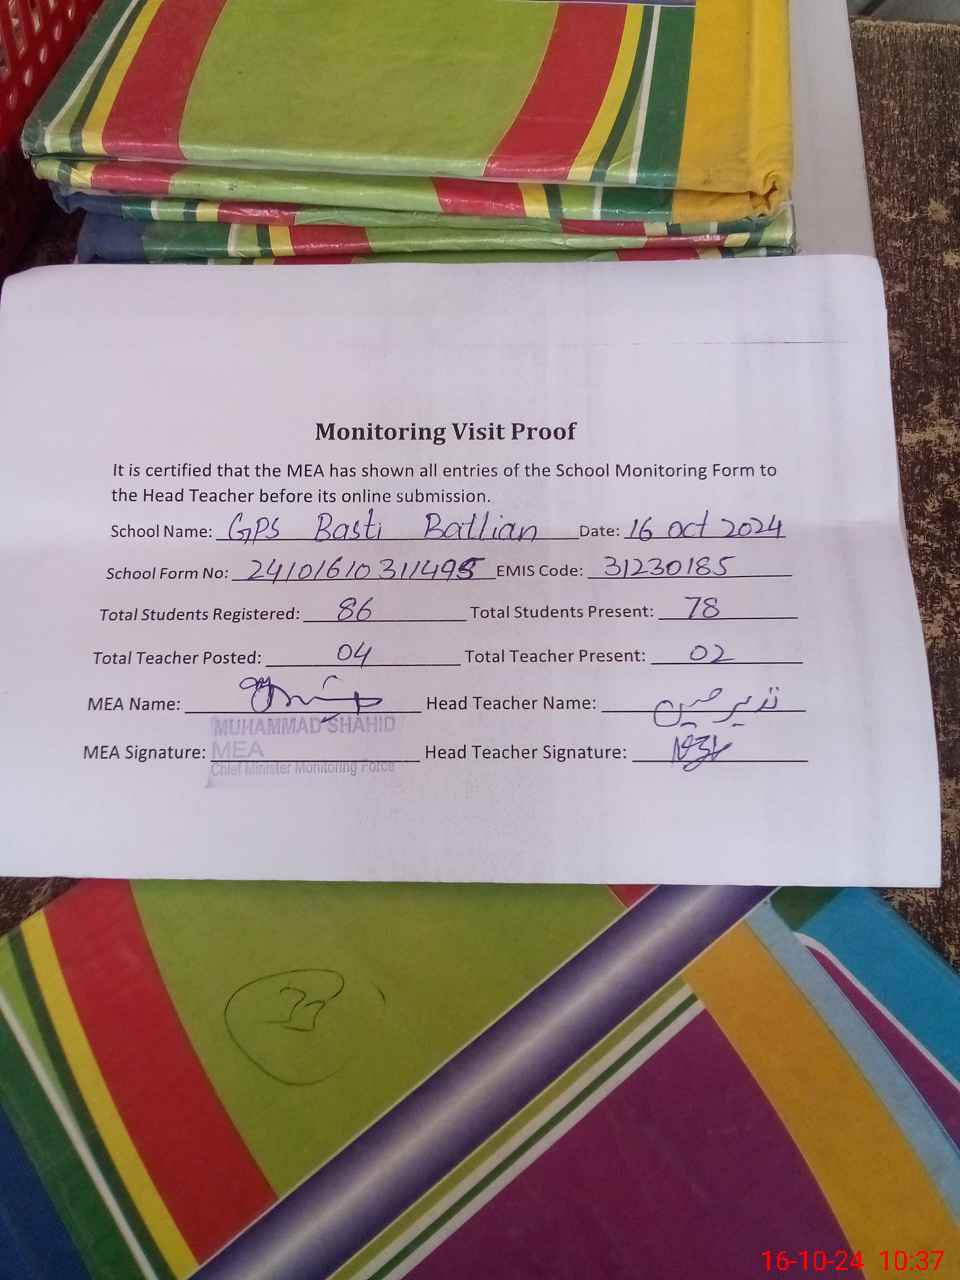 Monitoring Visit Proof
It is certified that the MEA has shown all entries of the School Monitoring Form to
the Head Teacher before its online submission.
School Name: GPS Basti Batlian Date: 16 Oct 2024
School Form No: 24101610311495 EMIS Code: 31230185
Total Students Registered: 86 Total Students Present: 78
Total Teacher Posted: 04 Total Teacher Present: 02
MEA Name: Head Teacher Name: نذیر حسین
MUHAMMAD SHAHID
MEA Signature: MEA Head Teacher Signature:
Chief Minister Monitoring Force
16-10-24 10:37